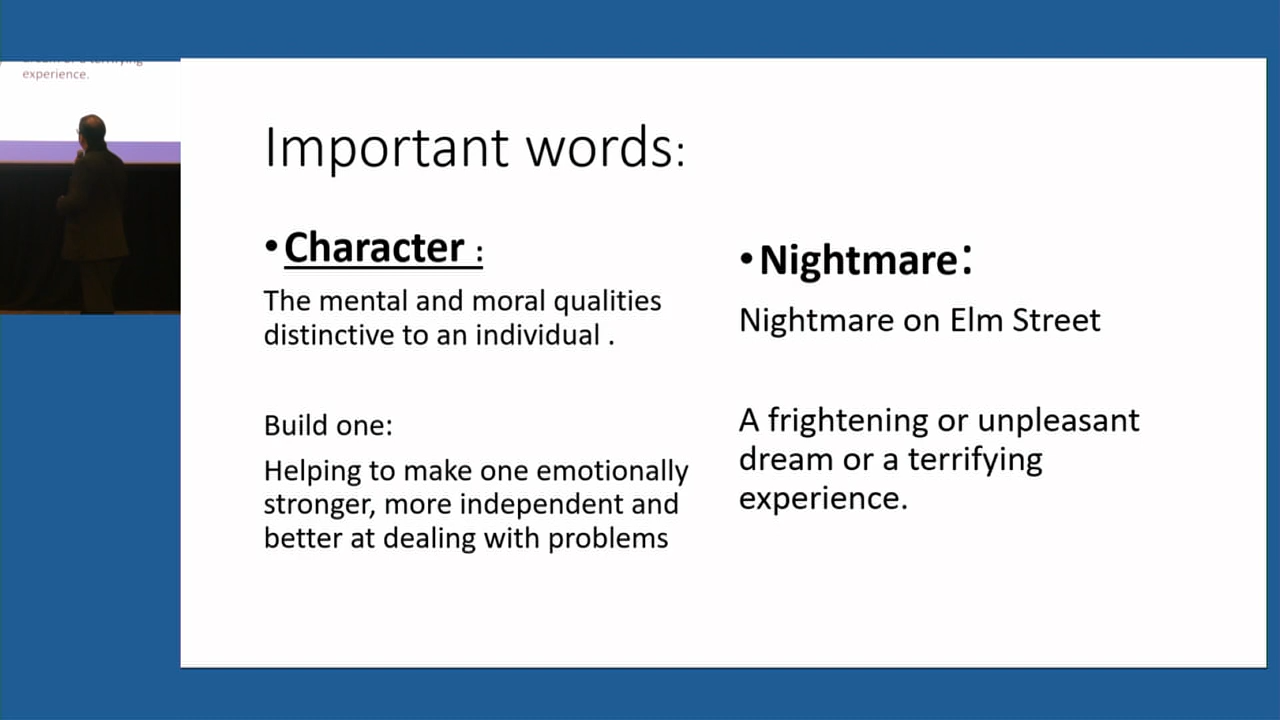 experience.
Important words:
• Character :
The mental and moral qualities
distinctive to an individual .
Build one:
Helping to make one emotionally
stronger, more independent and
better at dealing with problems
• Nightmare:
Nightmare on Elm Street
A frightening or unpleasant
dream or a terrifying
experience.